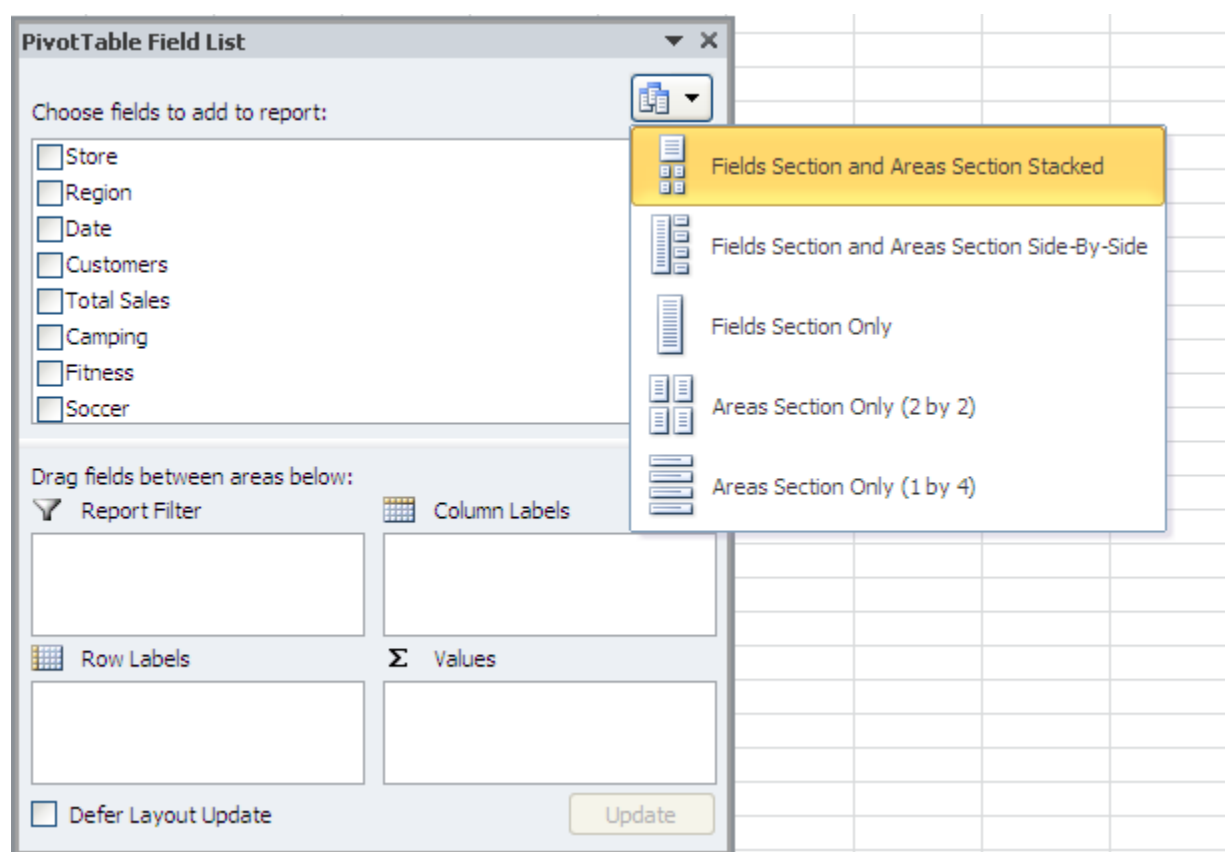 PivotTable Field List
Choose fields to add to report:
Store
Region
Date
Customers
Total Sales
Camping
Fitness
Soccer
Fields Section and Areas Section Stacked
Fields Section and Areas Section Side-By-Side
Fields Section Only
Areas Section Only (2 by 2)
Areas Section Only (1 by 4)
Drag fields between areas below:
Report Filter
Column Labels
Row Labels
Σ Values
Defer Layout Update
Update